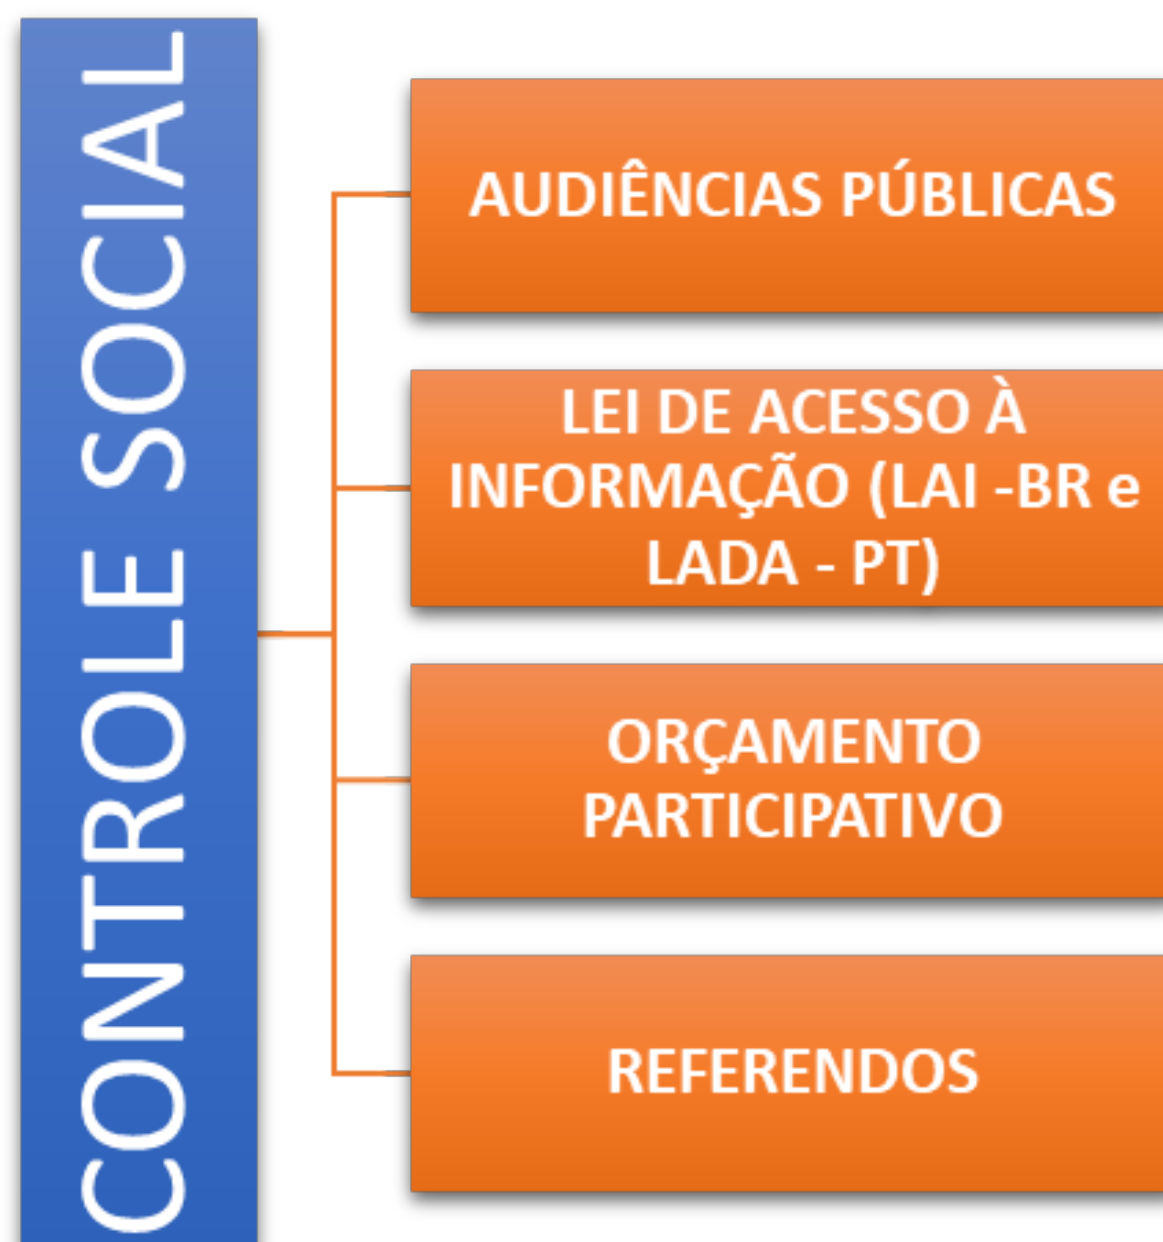 CONTROLE SOCIAL
AUDIÊNCIAS PÚBLICAS
LEI DE ACESSO À
INFORMAÇÃO (LAI -BR e
LADA - PT)
ORÇAMENTO
PARTICIPATIVO
REFERENDOS